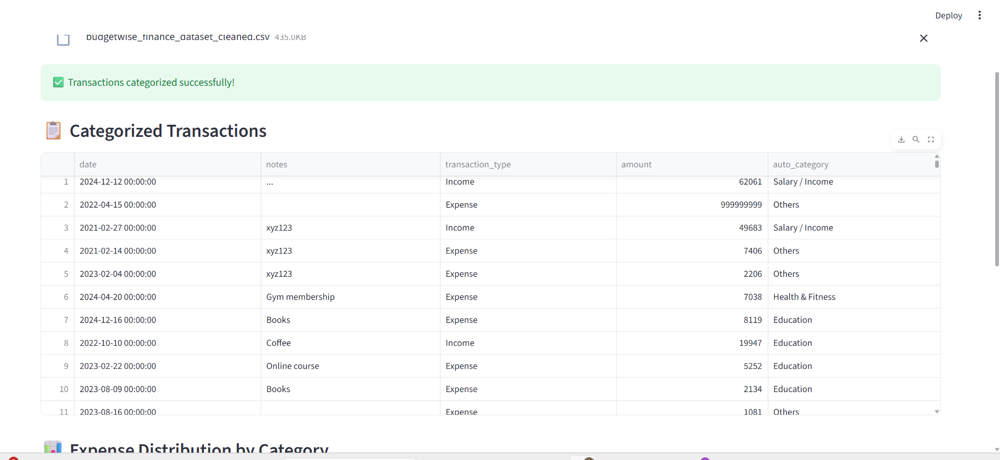 Deploy
budgetwise_finance_dataset_cleaned.csv 435.0KB
Transactions categorized successfully!
Categorized Transactions
date notes transaction_type amount auto_category
1 2024-12-12 00:00:00 ... Income 62061 Salary / Income
2 2022-04-15 00:00:00 Expense 999999999 Others
3 2021-02-27 00:00:00 xyz123 Income 49683 Salary / Income
4 2021-02-14 00:00:00 xyz123 Expense 7406 Others
5 2023-02-04 00:00:00 xyz123 Expense 2206 Others
6 2024-04-20 00:00:00 Gym membership Expense 7038 Health & Fitness
7 2024-12-16 00:00:00 Books Expense 8119 Education
8 2022-10-10 00:00:00 Coffee Income 19947 Education
9 2023-02-22 00:00:00 Online course Expense 5252 Education
10 2023-08-09 00:00:00 Books Expense 2134 Education
11 2023-08-16 00:00:00 Expense 1081 Others
Expense Distribution by Category